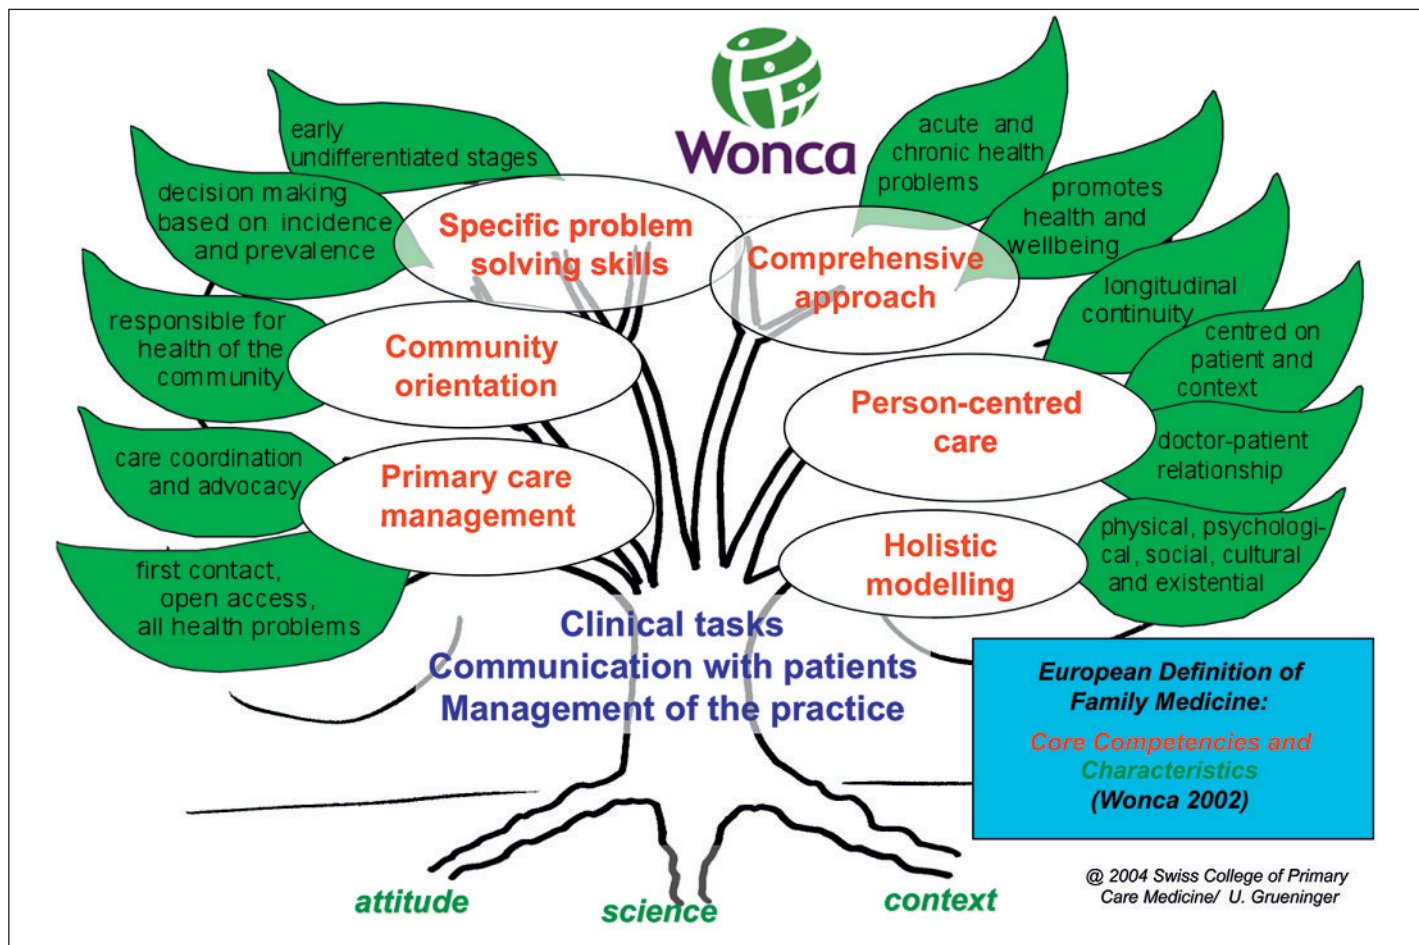 Wonca
early
undifferentiated stages
decision making
based on incidence
and prevalence
responsible for
health of the
community
care coordination
and advocacy
first contact,
open access,
all health problems
Specific problem
solving skills
Community
orientation
Primary care
management
acute and
chronic health
problems
promotes
health and
wellbeing
longitudinal
continuity
centred on
patient and
context
doctor-patient
relationship
physical, psychologi-
cal, social, cultural
and existential
Comprehensive
approach
Person-centred
care
Holistic
modelling
Clinical tasks
Communication with patients
Management of the practice
European Definition of
Family Medicine:
Core Competencies and
Characteristics
(Wonca 2002)
attitude
science
context
@ 2004 Swiss College of Primary
Care Medicine/ U. Grueninger